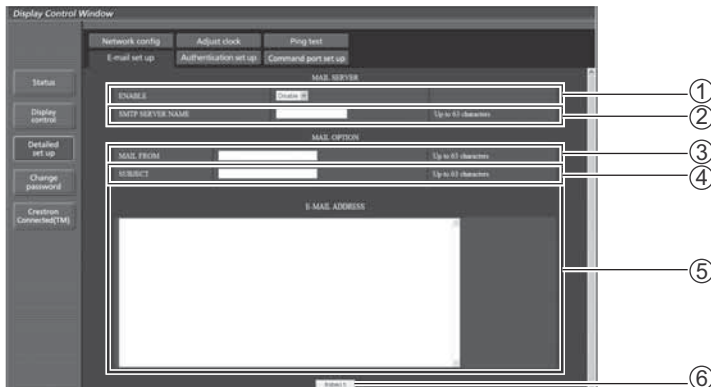 Display Control Window
Network config Adjust clock Ping test
E-mail set up Authentication set up Command port set up
Status
Display control
Detailed set up
Change password
Crestron Connected(TM)
MAIL SERVER
ENABLE Disable ①
SMTP SERVER NAME Up to 63 characters ②
MAIL OPTION
MAIL FROM Up to 63 characters ③
SUBJECT Up to 63 characters ④
E-MAIL ADDRESS
⑤
⑥